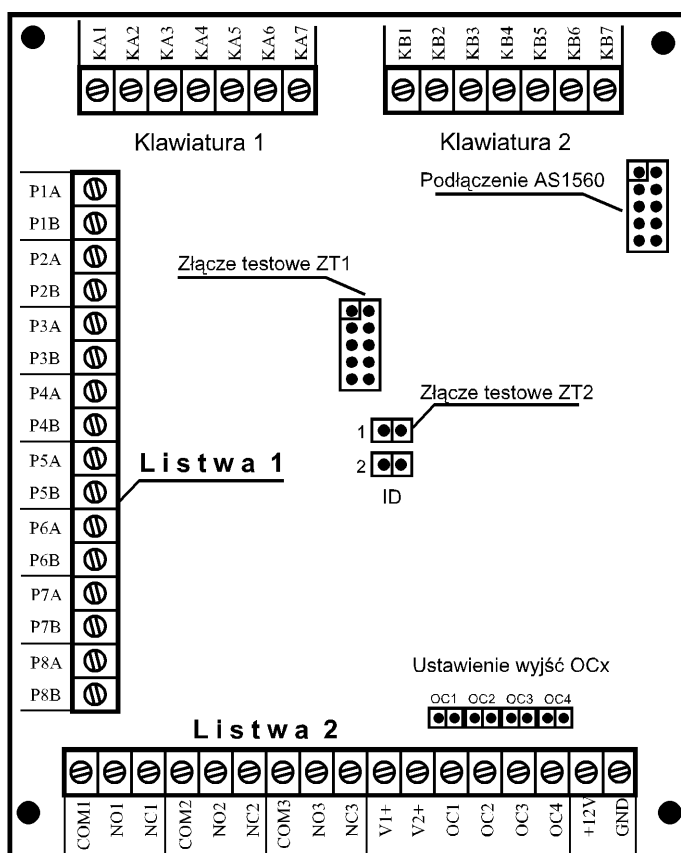 KA1 KA2 KA3 KA4 KA5 KA6 KA7 KB1 KB2 KB3 KB4 KB5 KB6 KB7
Klawiatura 1 Klawiatura 2
Podłączenie AS1560
P1A
P1B
P2A
Złącze testowe ZT1
P2B
P3A
P3B
P4A
Złącze testowe ZT2
P4B
1
P5A
Listwa 1
2
P5B
ID
P6A
P6B
P7A
P7B
P8A
Ustawienie wyjść OCx
P8B
OC1 OC2 OC3 OC4
Listwa 2
COM1 NO1 NC1 COM2 NO2 NC2 COM3 NO3 NC3 V1+ V2+ OC1 OC2 OC3 OC4 +12V GND